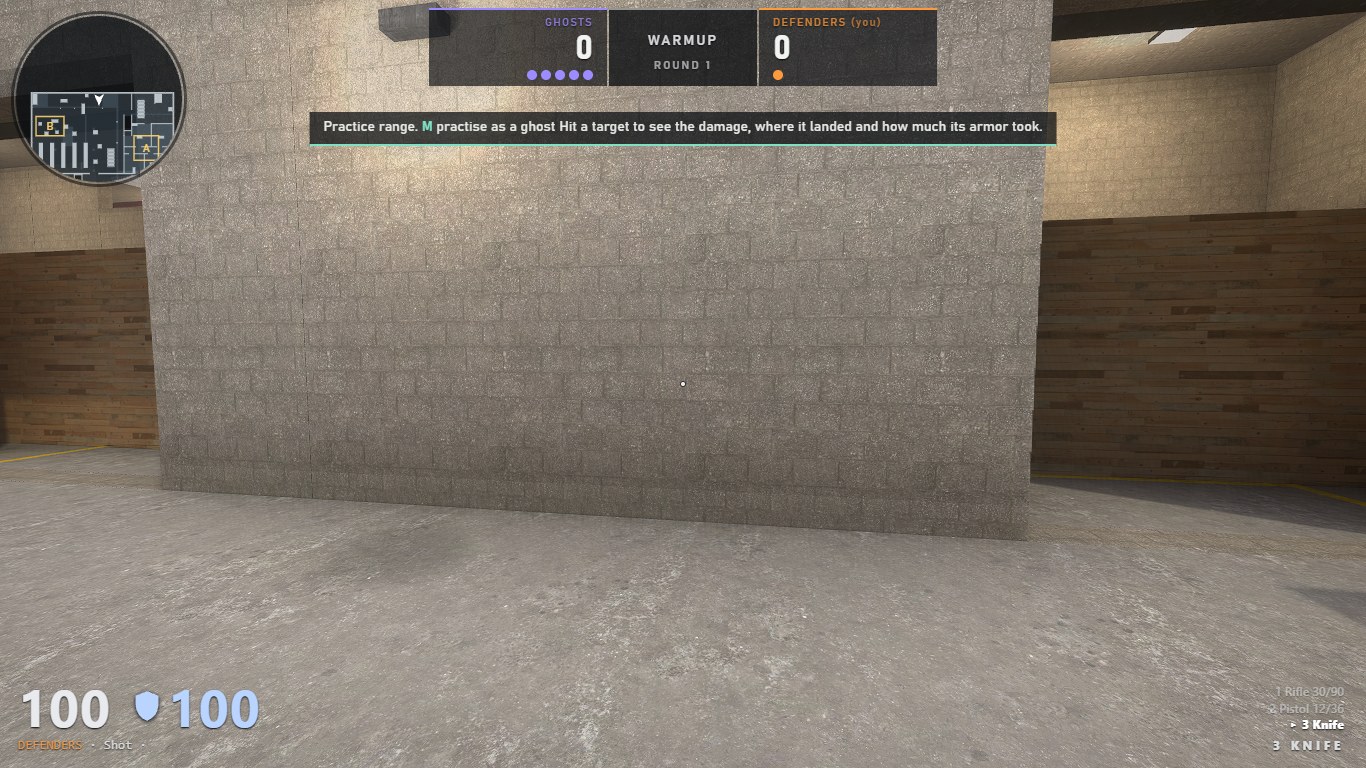 GHOSTS
0
WARMUP
ROUND 1
DEFENDERS (you)
0
Practice range. M practise as a ghost Hit a target to see the damage, where it landed and how much its armor took.
B
A
100 100
DEFENDERS · Shot ·
1 Rifle 30/90
2 Pistol 12/36
▸ 3 Knife
3 KNIFE